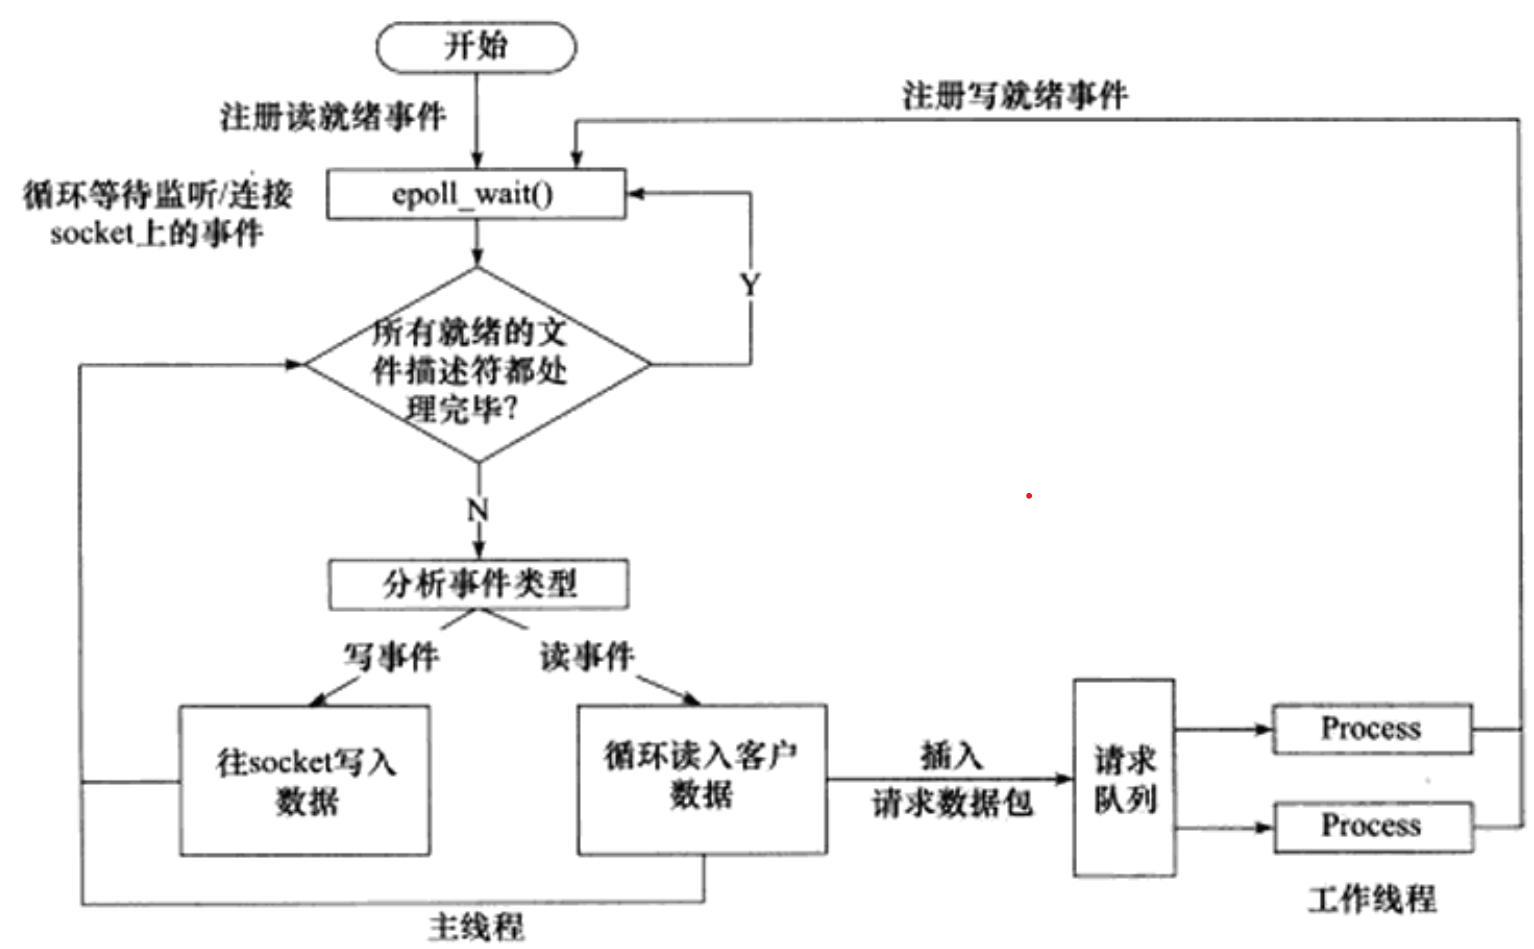 开始
注册读就绪事件
注册写就绪事件
循环等待监听/连接
socket上的事件
epoll_wait()
Y
所有就绪的文
件描述符都处
理完毕?
N
分析事件类型
写事件
读事件
往socket写入
数据
循环读入客户
数据
插入
请求数据包
请求
队列
Process
Process
工作线程
主线程